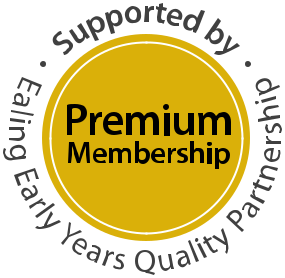 Supported by
Premium
Membership
• Ealing Early Years Quality Partnership •